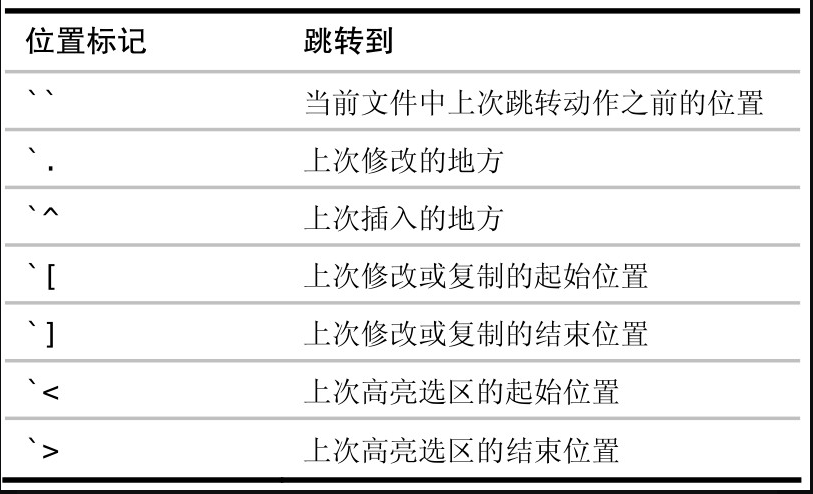 位置标记 跳转到
`` 当前文件中上次跳转动作之前的位置
`. 上次修改的地方
`^ 上次插入的地方
`[ 上次修改或复制的起始位置
`] 上次修改或复制的结束位置
`< 上次高亮选区的起始位置
`> 上次高亮选区的结束位置